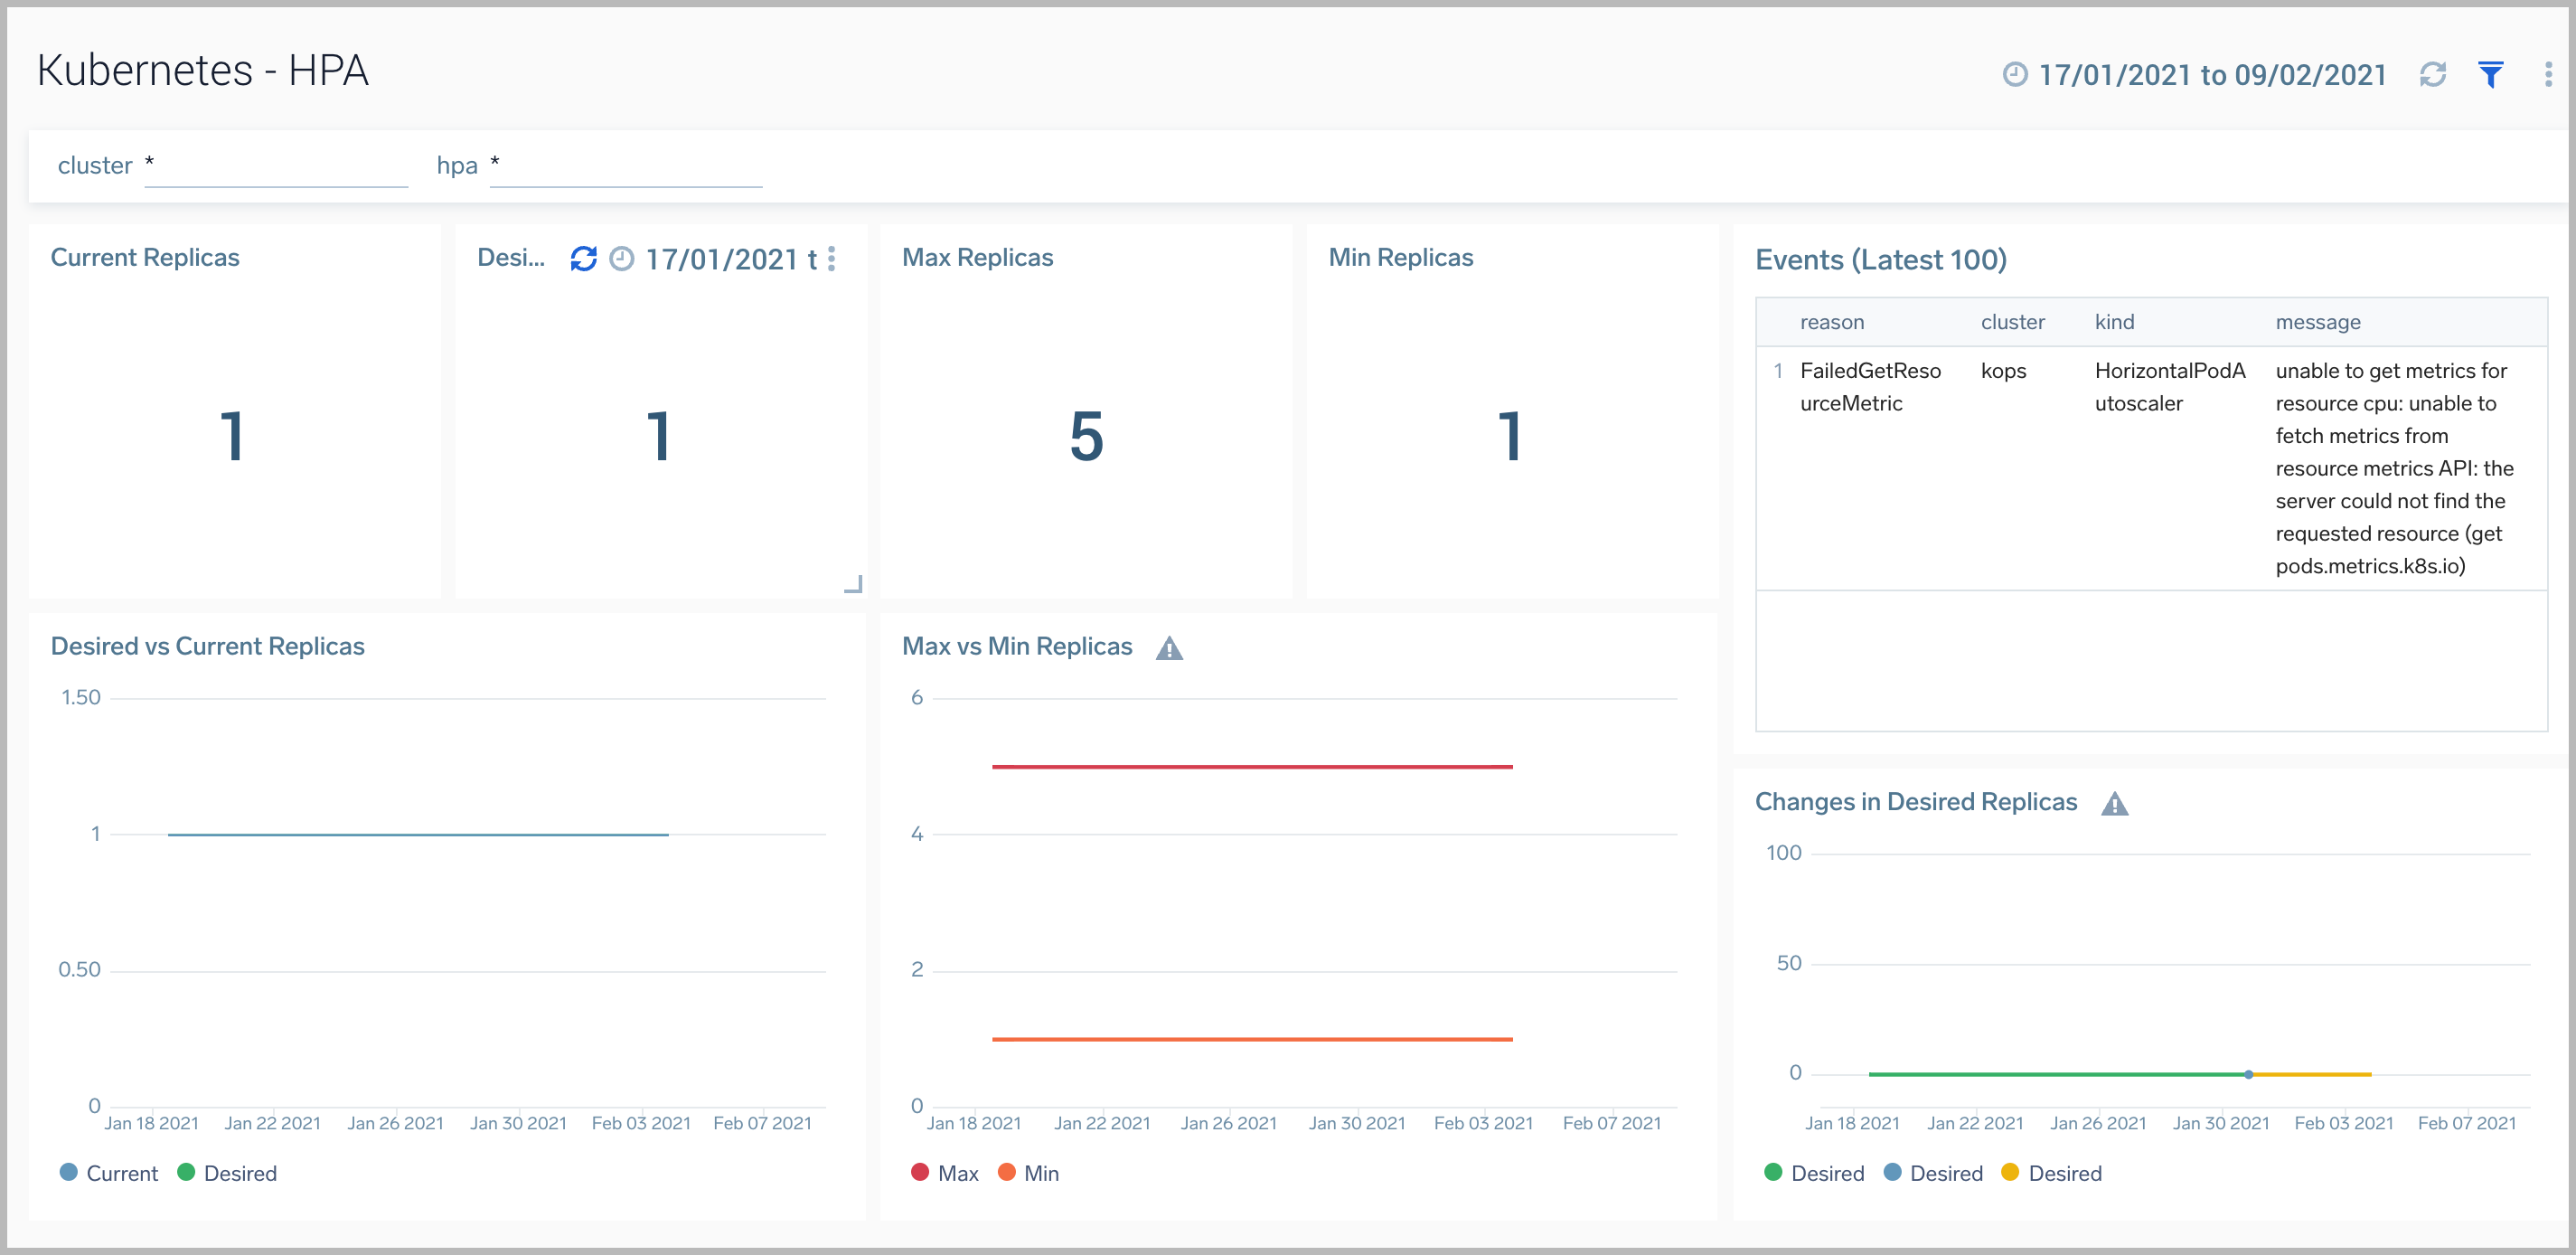 Kubernetes - HPA
17/01/2021 to 09/02/2021
cluster *
hpa *
Current Replicas
1
Desi...
17/01/2021 t
1
Max Replicas
5
Min Replicas
1
Events (Latest 100)
reason cluster kind message
1 FailedGetReso kops HorizontalPodA unable to get metrics for
urceMetric utoscaler resource cpu: unable to
fetch metrics from
resource metrics API: the
server could not find the
requested resource (get
pods.metrics.k8s.io)
Desired vs Current Replicas
1.50
1
0.50
0
Jan 18 2021 Jan 22 2021 Jan 26 2021 Jan 30 2021 Feb 03 2021 Feb 07 2021
Current Desired
Max vs Min Replicas
6
4
2
0
Jan 18 2021 Jan 22 2021 Jan 26 2021 Jan 30 2021 Feb 03 2021 Feb 07 2021
Max Min
Changes in Desired Replicas
100
50
0
Jan 18 2021 Jan 22 2021 Jan 26 2021 Jan 30 2021 Feb 03 2021 Feb 07 2021
Desired Desired Desired